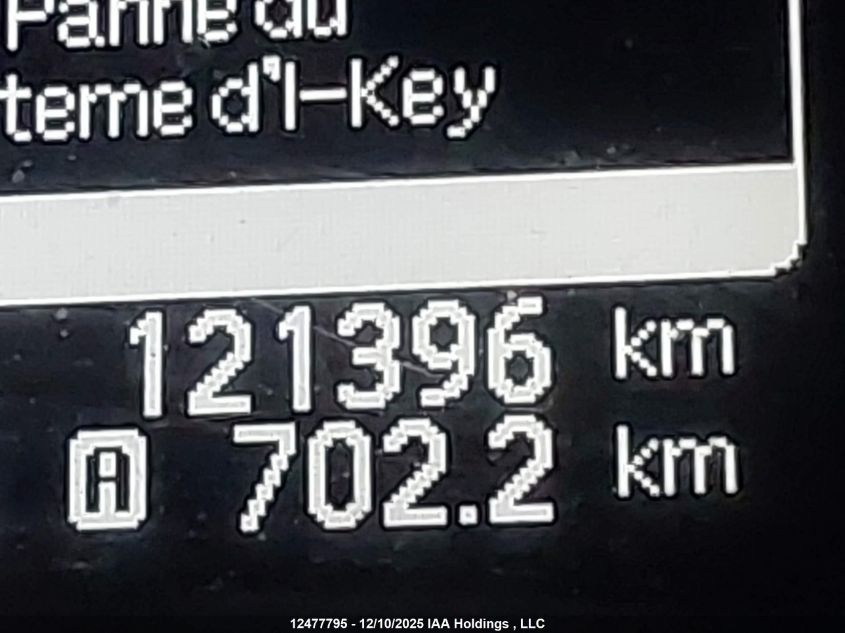 Panne du
teme d'I-Key
121396 km
A 702.2 km
12477795 - 12/10/2025 IAA Holdings , LLC